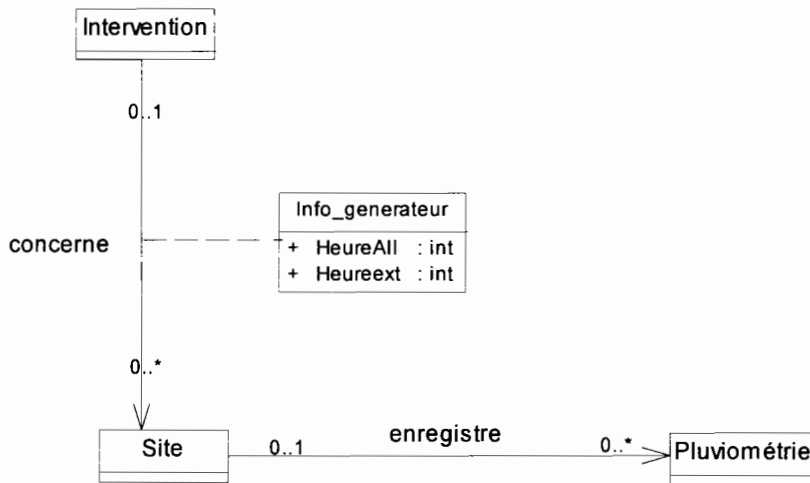 Intervention
0..1
Info_generateur
+ HeureAll : int
+ Heureext : int
concerne
0..*
Site
0..1
enregistre
0..*
Pluviométrie